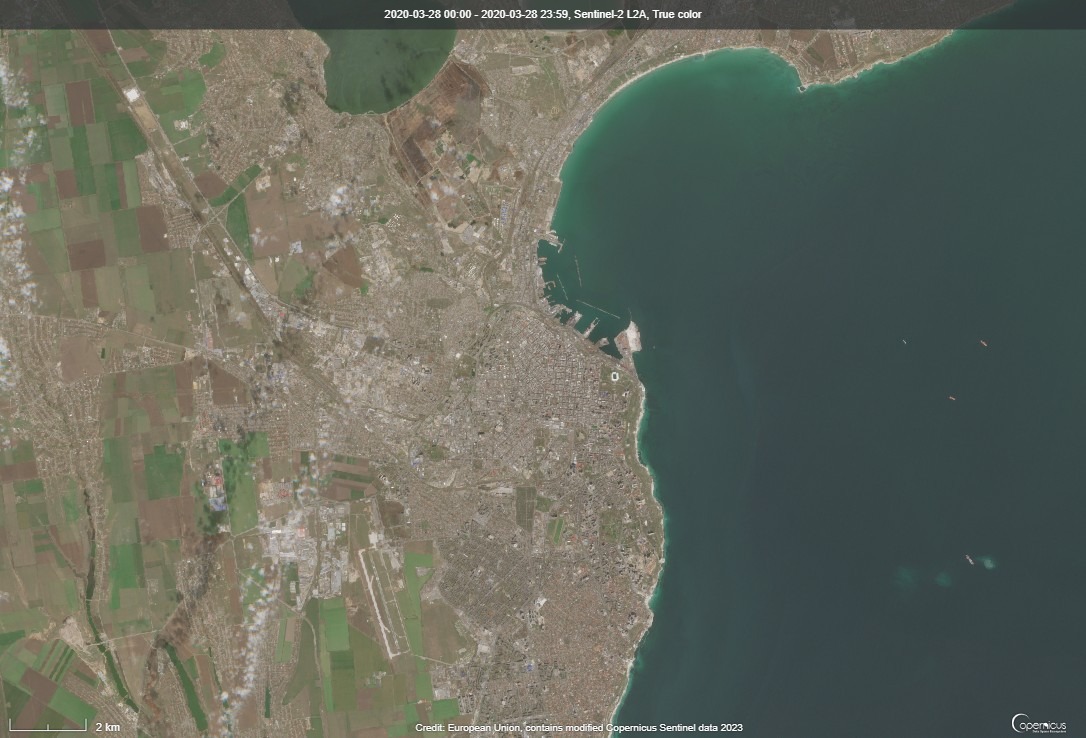 2020-03-28 00:00 - 2020-03-28 23:59, Sentinel-2 L2A, True color
2 km
Credit: European Union, contains modified Copernicus Sentinel data 2023
opernicus